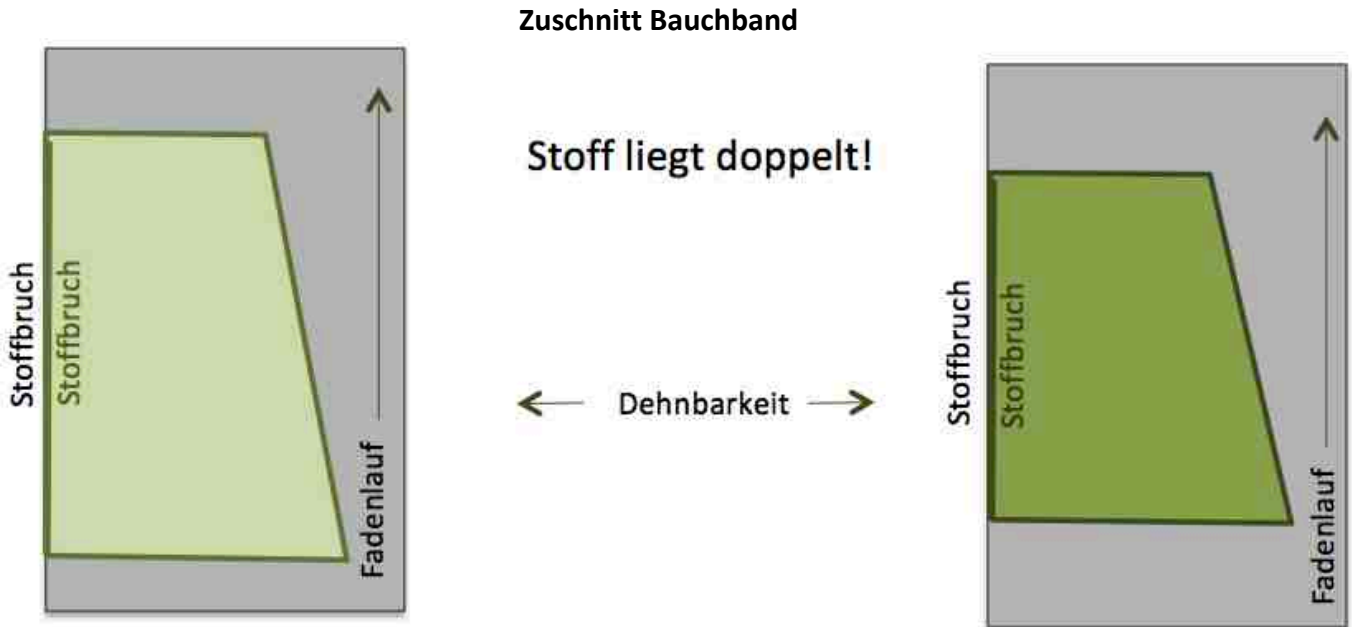 Zuschnitt Bauchband
Stoff liegt doppelt!
Stoffbruch
Stoffbruch
Fadenlauf
Dehnbarkeit
Stoffbruch
Stoffbruch
Fadenlauf